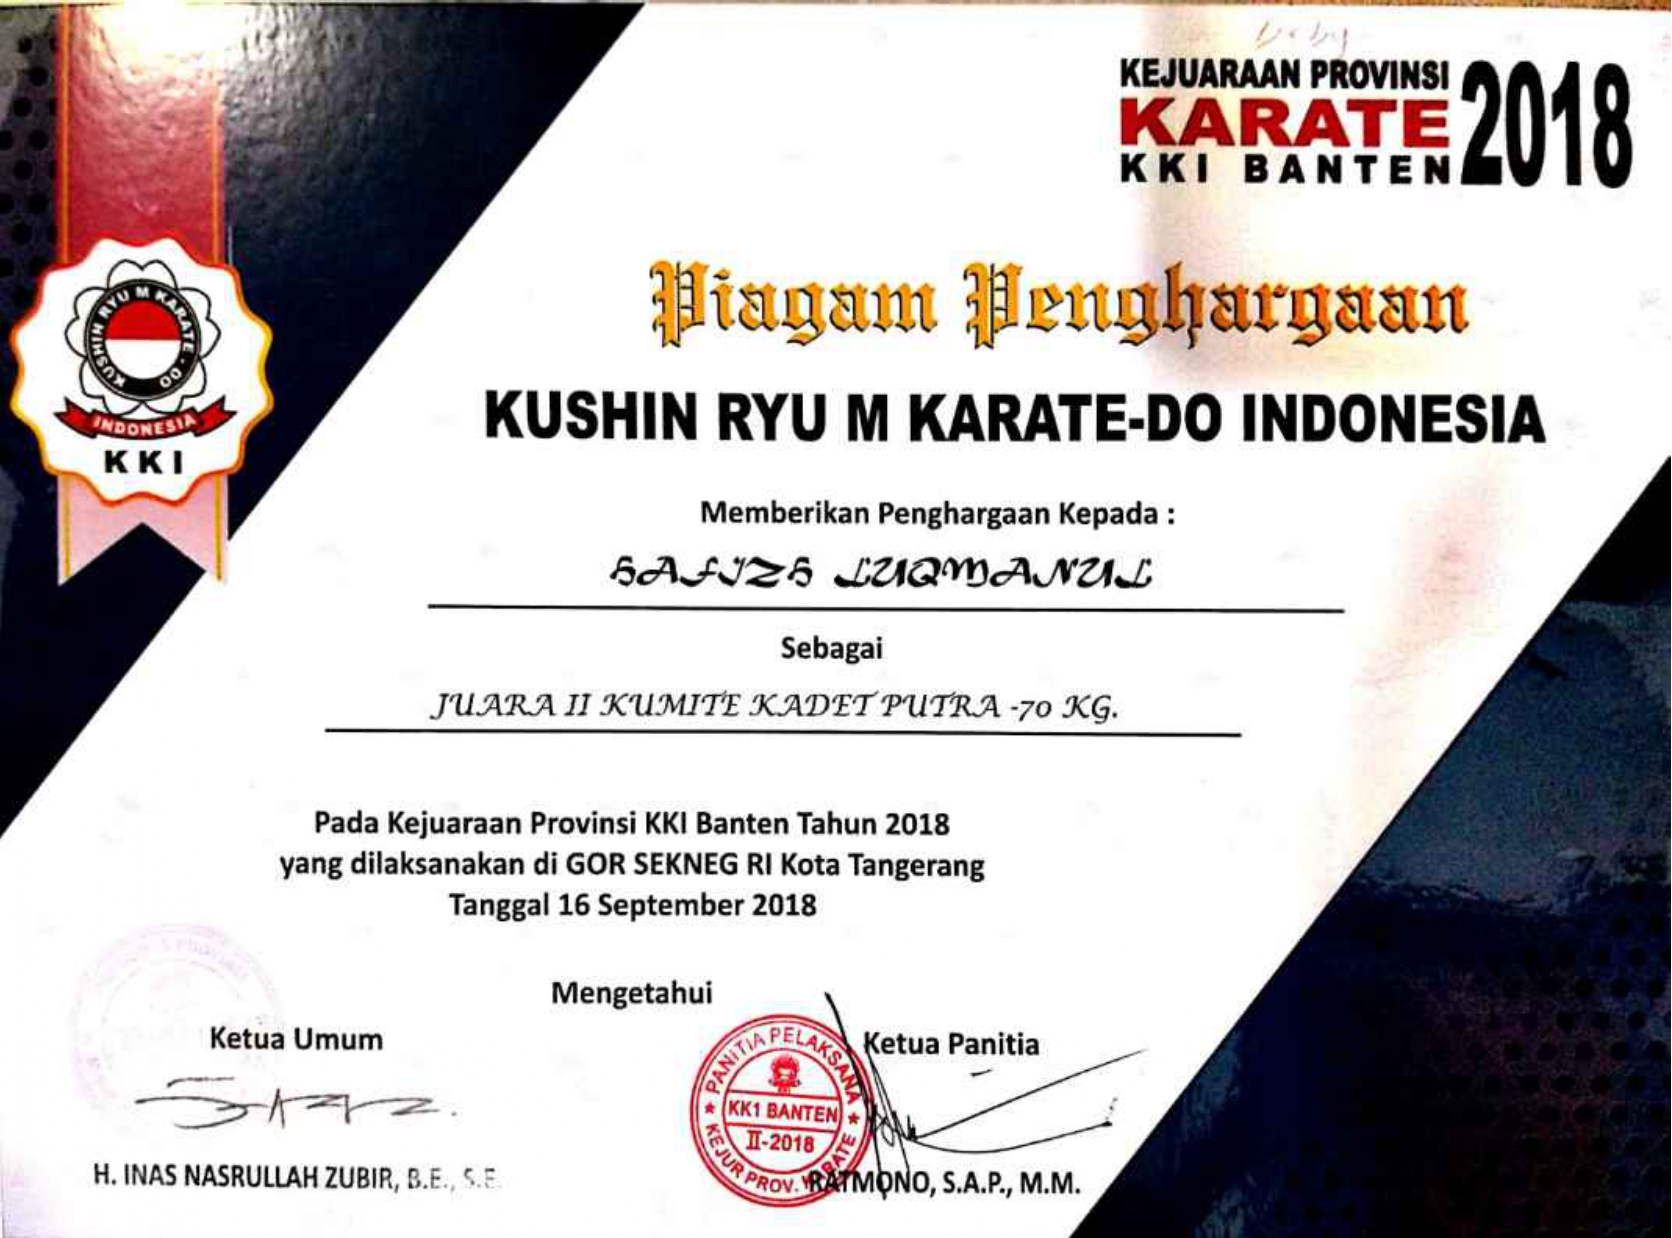 KEJUARAAN PROVINSI
KARATE
KKI BANTEN
2018
KUSHIN RYU M KARATE-DO
INDONESIA
KKI
Piagam Penghargaan
KUSHIN RYU M KARATE-DO INDONESIA
Memberikan Penghargaan Kepada :
HAFIZH LUQMANUL
Sebagai
JUARA II KUMITE KADET PUTRA -70 KG.
Pada Kejuaraan Provinsi KKI Banten Tahun 2018
yang dilaksanakan di GOR SEKNEG RI Kota Tangerang
Tanggal 16 September 2018
Mengetahui
Ketua Umum
Ketua Panitia
PANITIA PELAKSANA
KK1 BANTEN
II-2018
KEJUR PROV. KARATE
H. INAS NASRULLAH ZUBIR, B.E., S.E.
RATMONO, S.A.P., M.M.